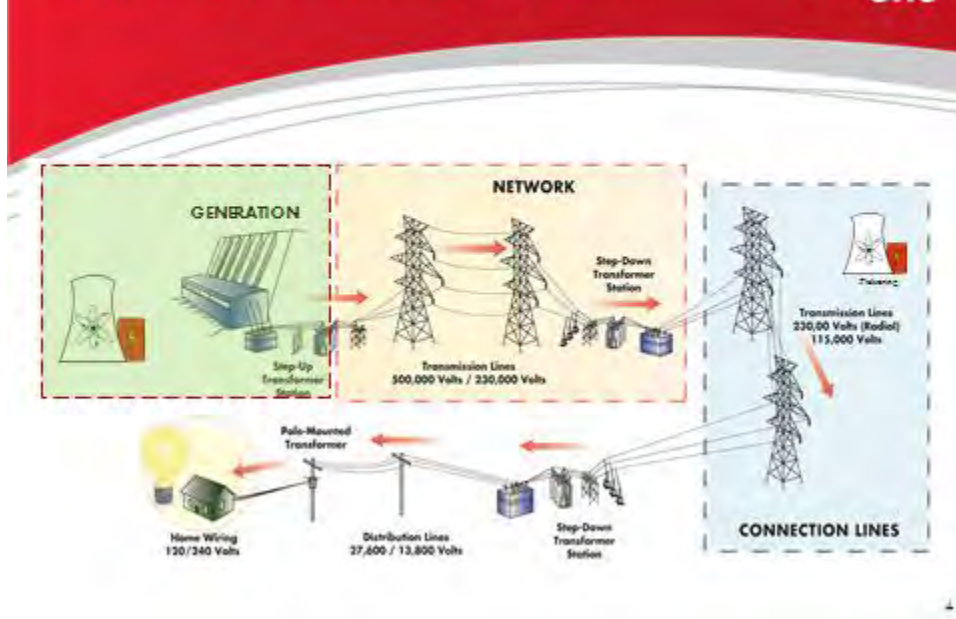 GENERATION
NETWORK
Step-Down
Transformer
Station
Transmission Lines
230,00 Volts (Radial)
115,000 Volts
Step-Up
Transformer
Station
Transmission Lines
500,000 Volts / 230,000 Volts
Pole-Mounted
Transformer
Home Wiring
120/240 Volts
Distribution Lines
27,600 / 13,800 Volts
Step-Down
Transformer
Station
CONNECTION LINES
4